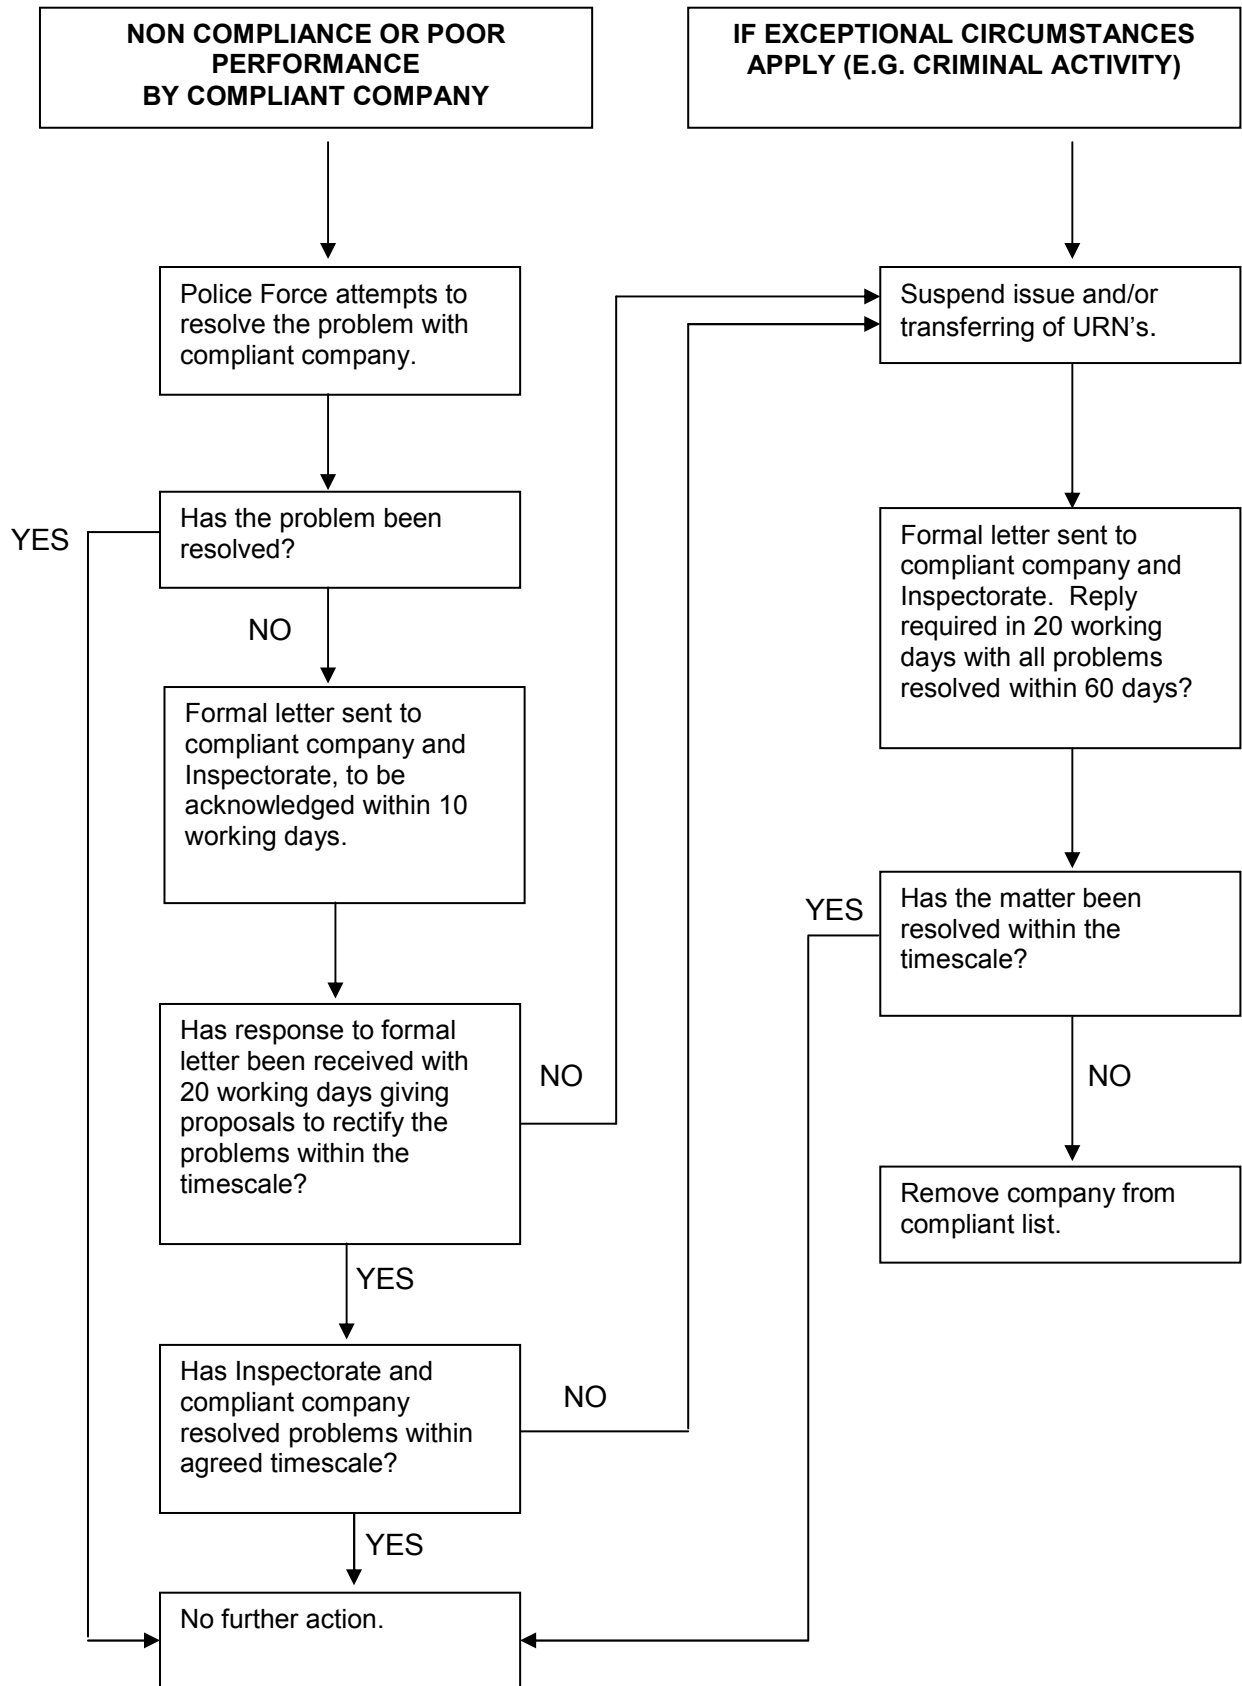 NON COMPLIANCE OR POOR
PERFORMANCE
BY COMPLIANT COMPANY
IF EXCEPTIONAL CIRCUMSTANCES
APPLY (E.G. CRIMINAL ACTIVITY)
Police Force attempts to
resolve the problem with
compliant company.
Suspend issue and/or
transferring of URN's.
YES
Has the problem been
resolved?
NO
Formal letter sent to
compliant company and
Inspectorate. Reply
required in 20 working
days with all problems
resolved within 60 days?
Formal letter sent to
compliant company and
Inspectorate, to be
acknowledged within 10
working days.
YES
Has the matter been
resolved within the
timescale?
Has response to formal
letter been received with
20 working days giving
proposals to rectify the
problems within the
timescale?
NO
NO
Remove company from
compliant list.
YES
Has Inspectorate and
compliant company
resolved problems within
agreed timescale?
NO
YES
No further action.